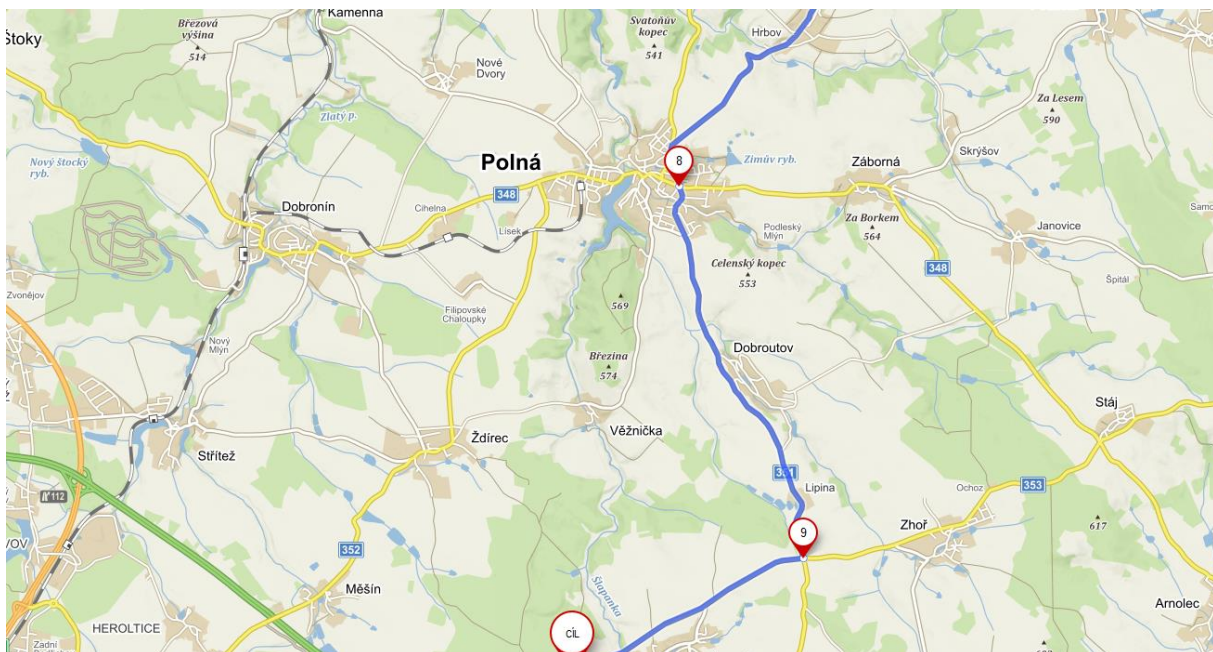 Kamenná
Březová
výšina
514
Štoky
Svatoňův
kopec
541
Hrbov
Nové
Dvory
Za Lesem
590
Zlatý p.
Nový štocký
ryb.
Polná
8
Zimův ryb.
Záborná
Skrýšov
348
Dobronín
Cihelna
Lísek
Za Borkem
564
Podleský
Mlýn
Janovice
Celenský kopec
553
348
Špitál
Zvonějov
569
Filipovské
Chaloupky
Nový
Mlýn
Březina
574
Dobroutov
Stáj
Věžnička
Ždírec
Střítež
Lipina
Ochoz
353
112
617
9
Zhoř
352
Měšín
Šlapanka
Arnolec
HEROLTICE
CÍL
Zadní